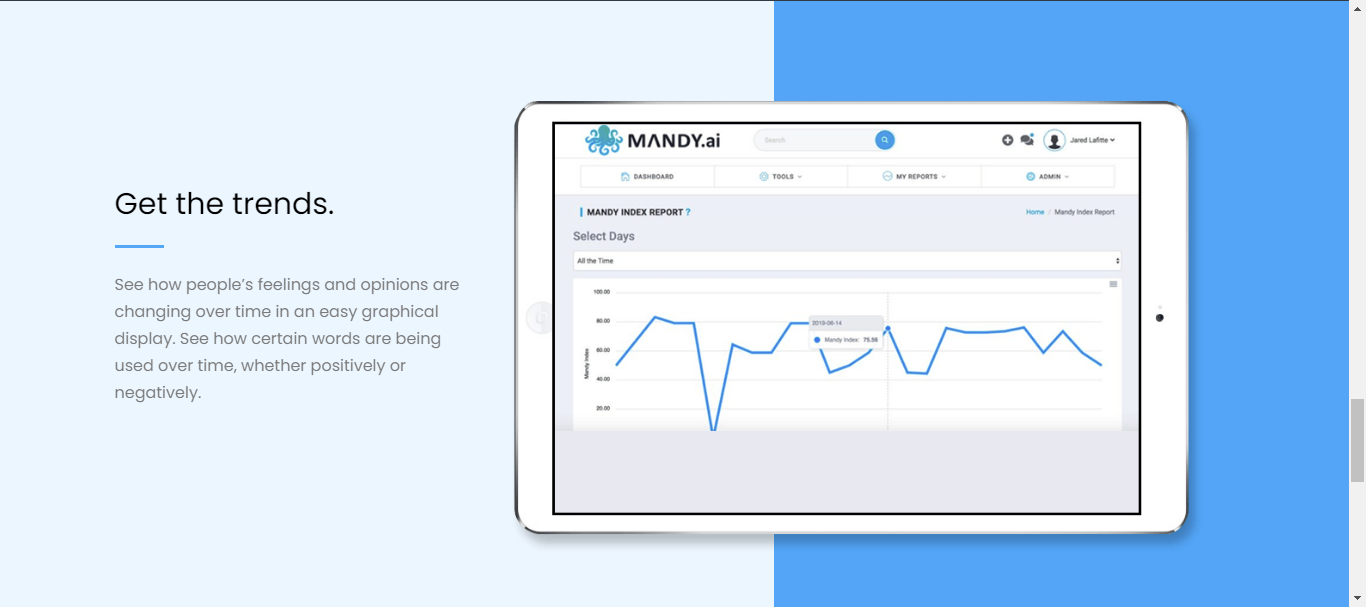 Get the trends.
See how people’s feelings and opinions are
changing over time in an easy graphical
display. See how certain words are being
used over time, whether positively or
negatively.
MANDY.ai
Search
Jared Lafitte
DASHBOARD
TOOLS
MY REPORTS
ADMIN
MANDY INDEX REPORT ?
Home / Mandy Index Report
Select Days
All the Time
100.00
80.00
60.00
40.00
20.00
Mandy Index
2019-06-14
Mandy Index: 75.56